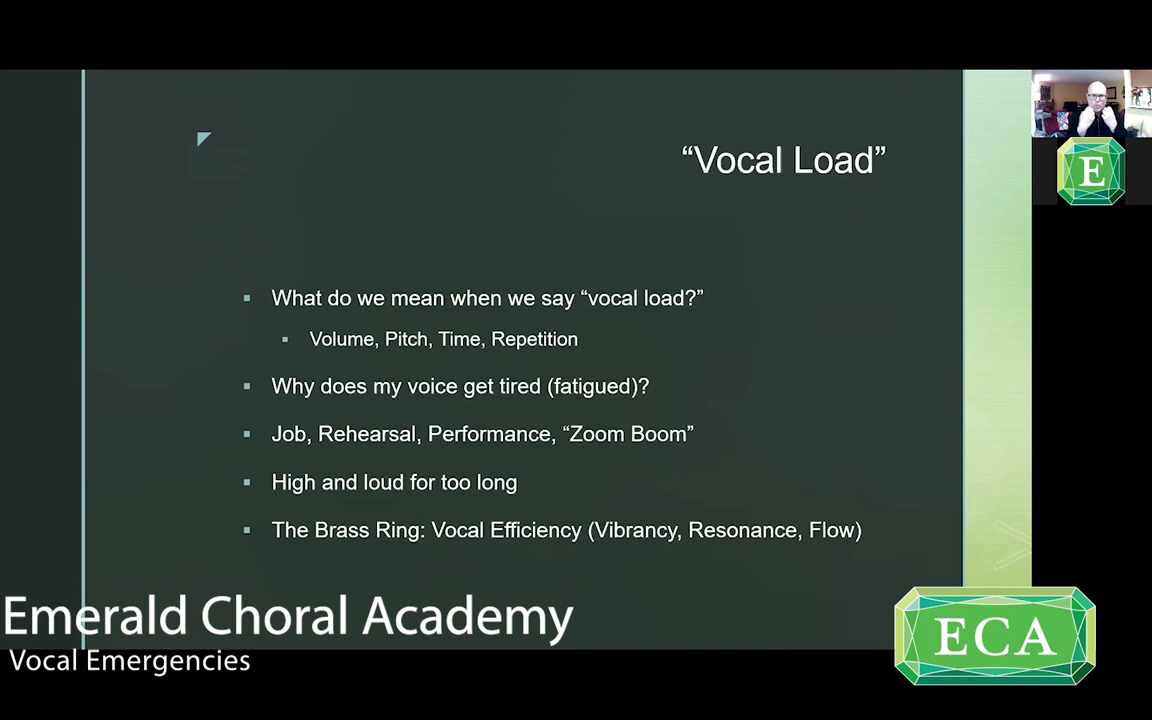 “Vocal Load”
E
▪ What do we mean when we say “vocal load?”
▪ Volume, Pitch, Time, Repetition
▪ Why does my voice get tired (fatigued)?
▪ Job, Rehearsal, Performance, “Zoom Boom”
▪ High and loud for too long
▪ The Brass Ring: Vocal Efficiency (Vibrancy, Resonance, Flow)
Emerald Choral Academy
Vocal Emergencies
ECA